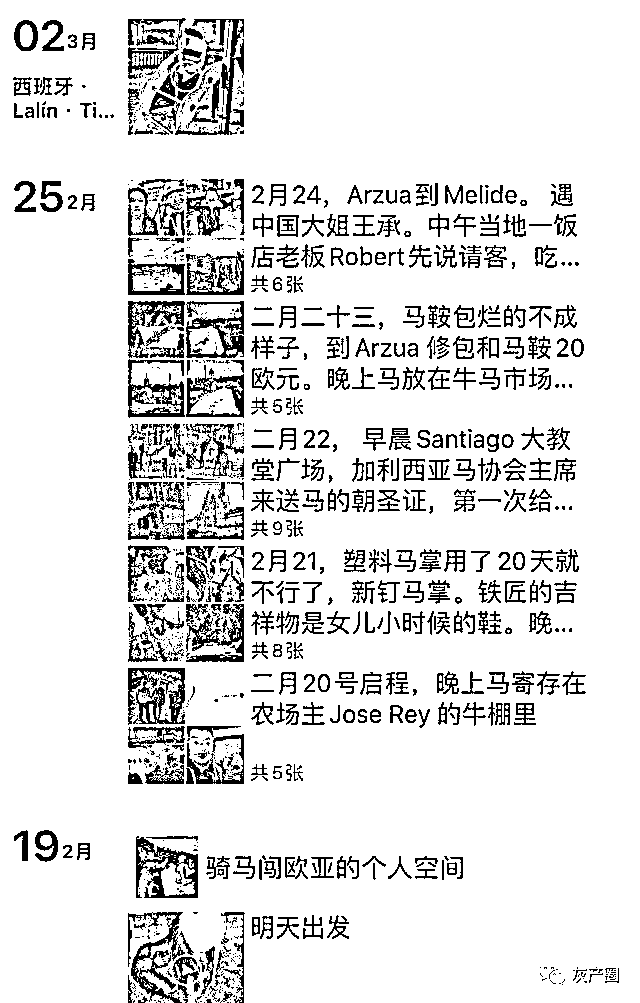 02 3月
西班牙·
Lalín · Ti...
25 2月
2月24，Arzua到Melide。 遇
中国大姐王承。中午当地一饭
店老板Robert先说请客，吃...
共6张
二月二十三，马鞍包烂的不成
样子，到Arzua 修包和马鞍20
欧元。晚上马放在牛马市场...
共5张
二月22， 早晨Santiago 大教
堂广场，加利西亚马协会主席
来送马的朝圣证，第一次给...
共9张
2月21，塑料马掌用了20天就
不行了，新钉马掌。铁匠的吉
祥物是女儿小时候的鞋。晚...
共8张
二月20号启程，晚上马寄存在
农场主Jose Rey 的牛棚里
共5张
19 2月
骑马闯欧亚的个人空间
明天出发
灰产圈